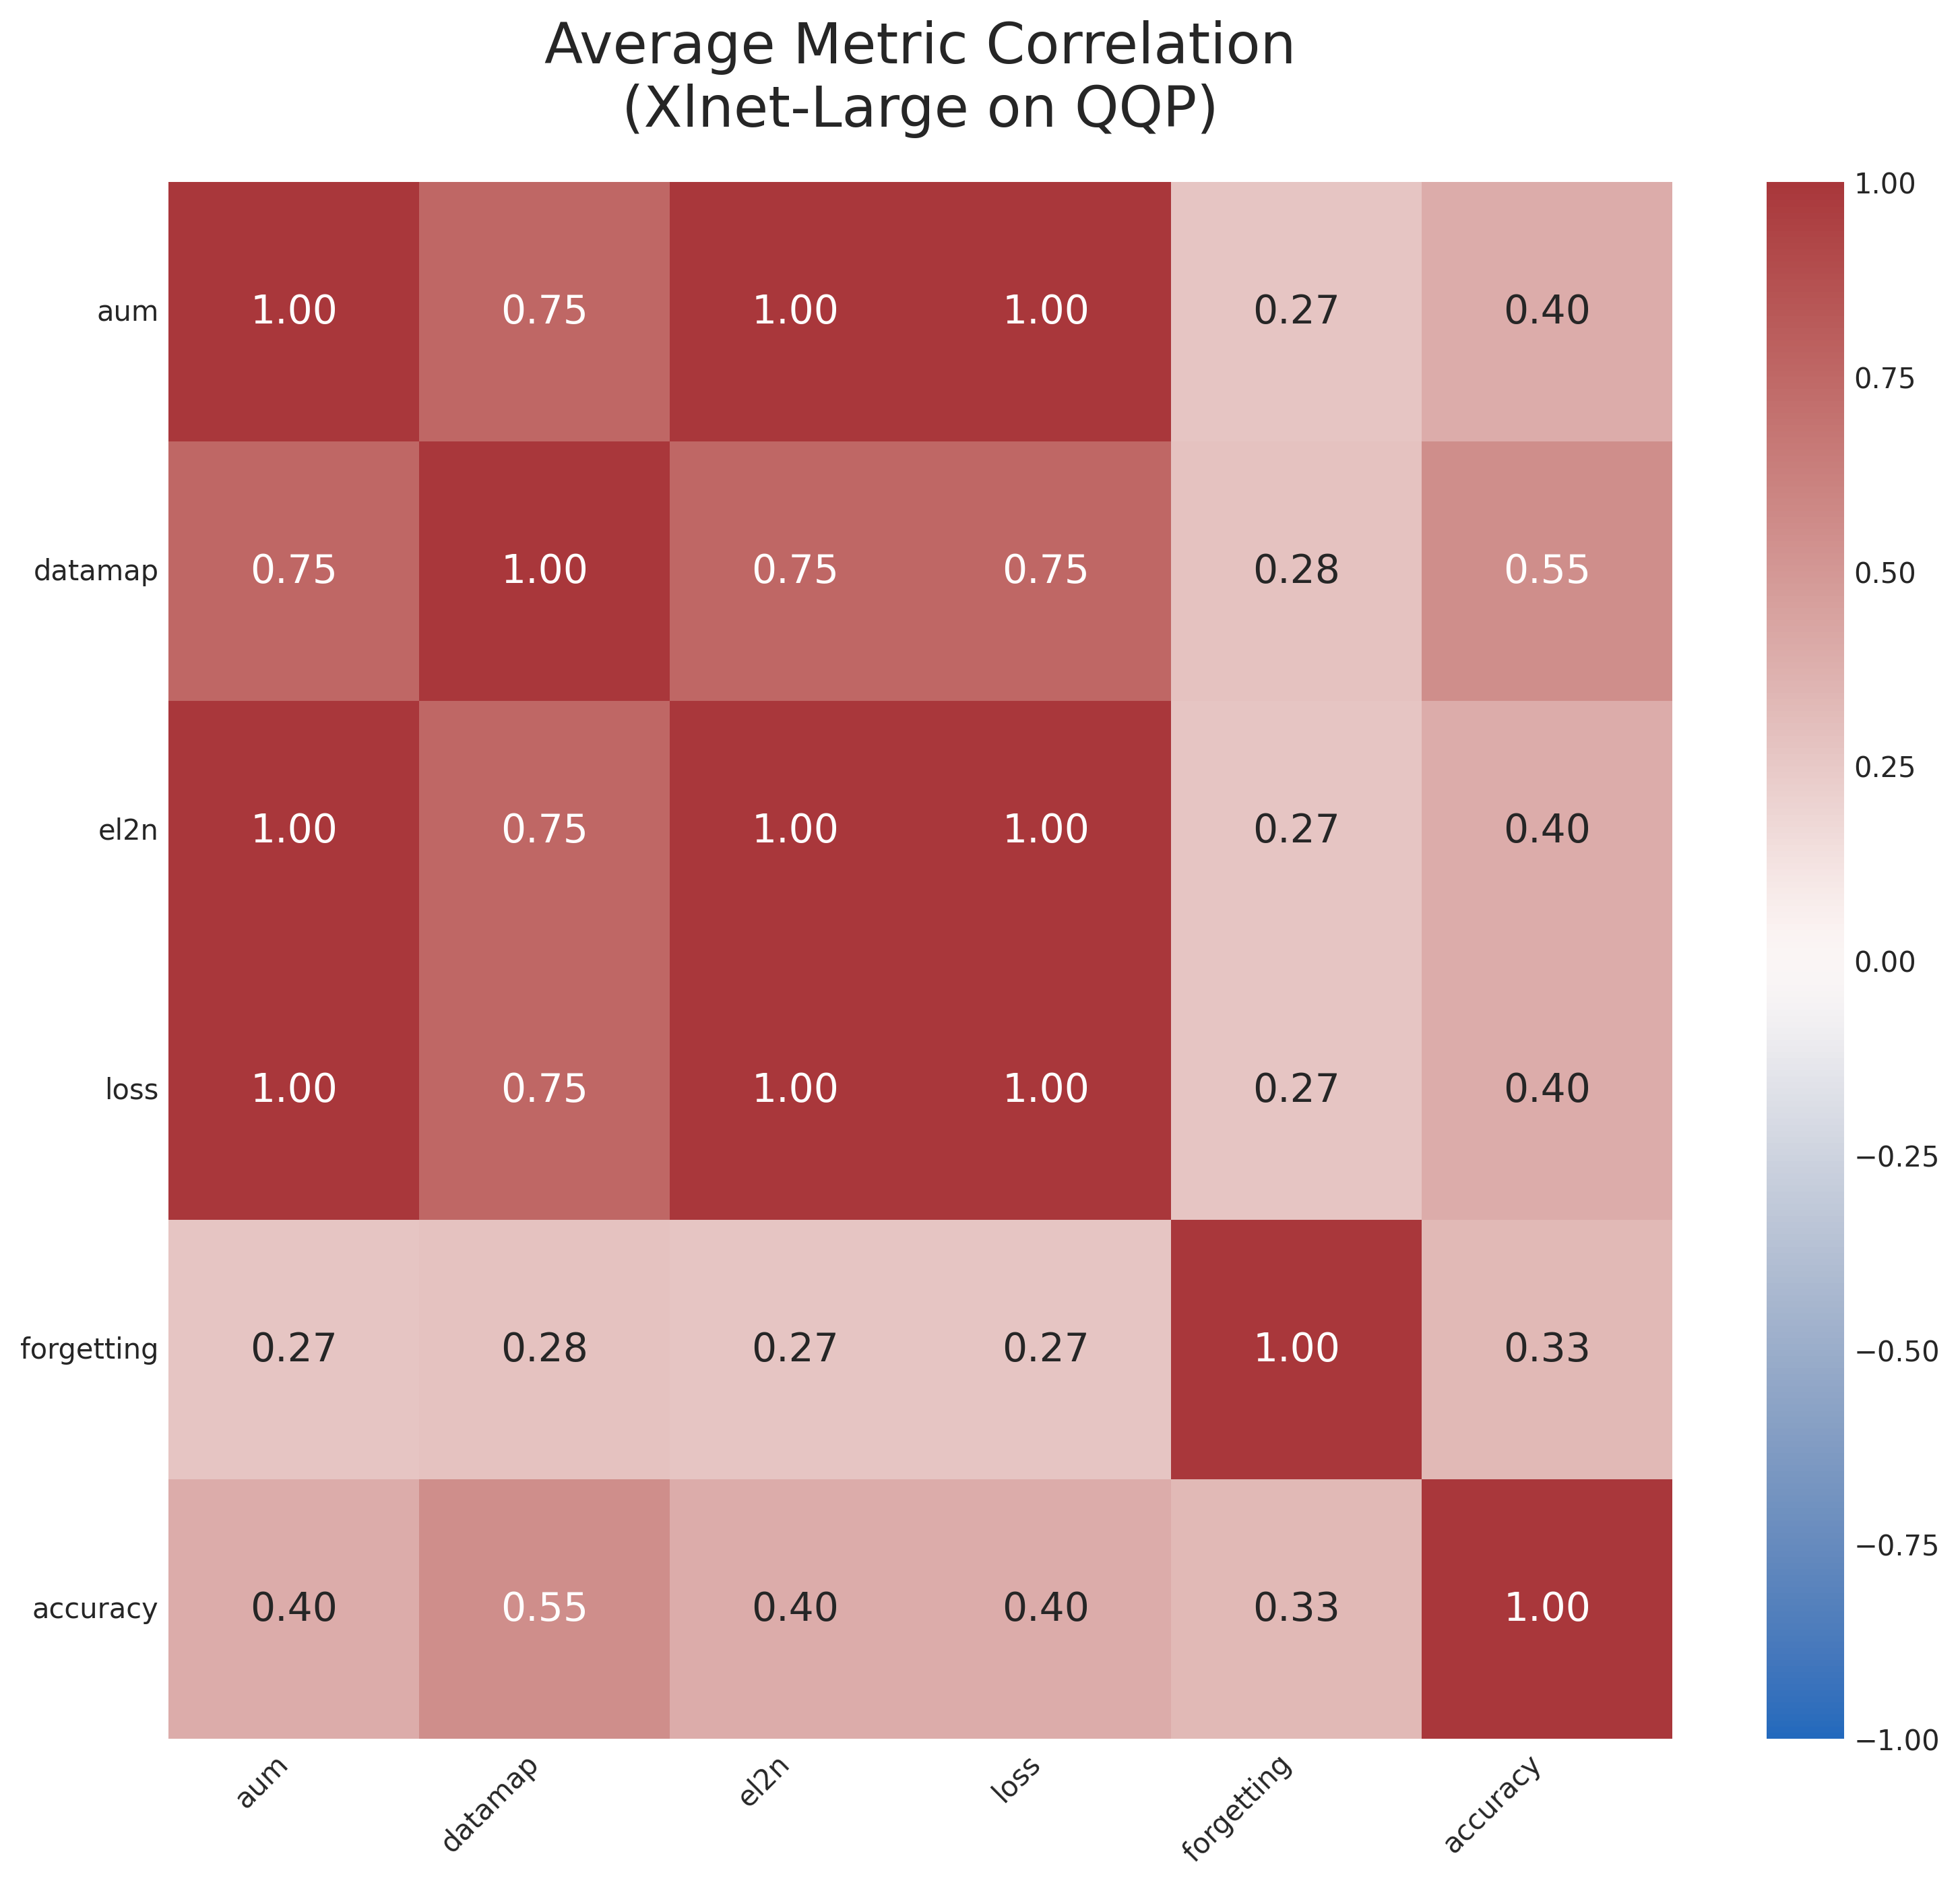 Average Metric Correlation
(Xlnet-Large on QQP)
aum 1.00 0.75 1.00 1.00 0.27 0.40
datamap 0.75 1.00 0.75 0.75 0.28 0.55
el2n 1.00 0.75 1.00 1.00 0.27 0.40
loss 1.00 0.75 1.00 1.00 0.27 0.40
forgetting 0.27 0.28 0.27 0.27 1.00 0.33
accuracy 0.40 0.55 0.40 0.40 0.33 1.00
aum datamap el2n loss forgetting accuracy
1.00
0.75
0.50
0.25
0.00
−0.25
−0.50
−0.75
−1.00